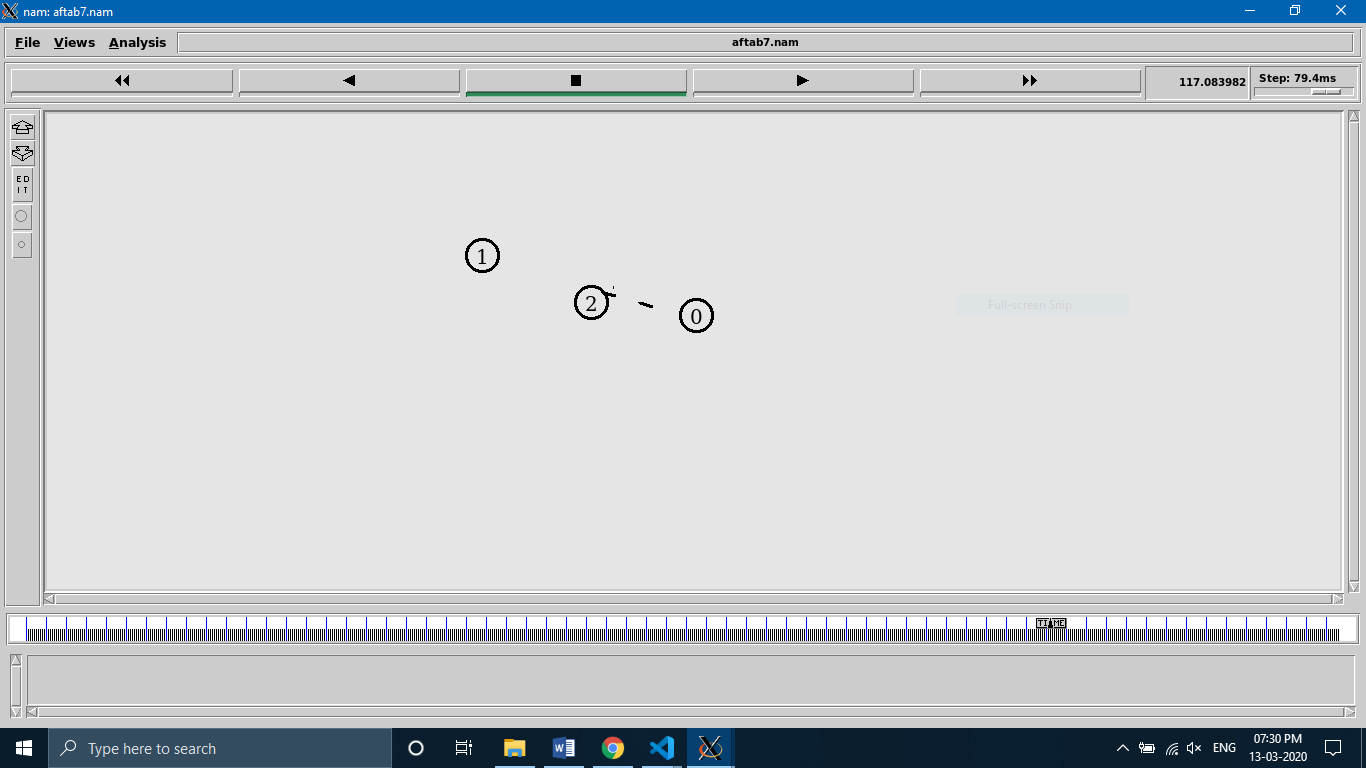 nam: aftab7.nam
File Views Analysis aftab7.nam
117.083982 Step: 79.4ms
ED
IT
1
2
0
Full-screen Snip
TIME
Type here to search
ENG
07:30 PM
13-03-2020